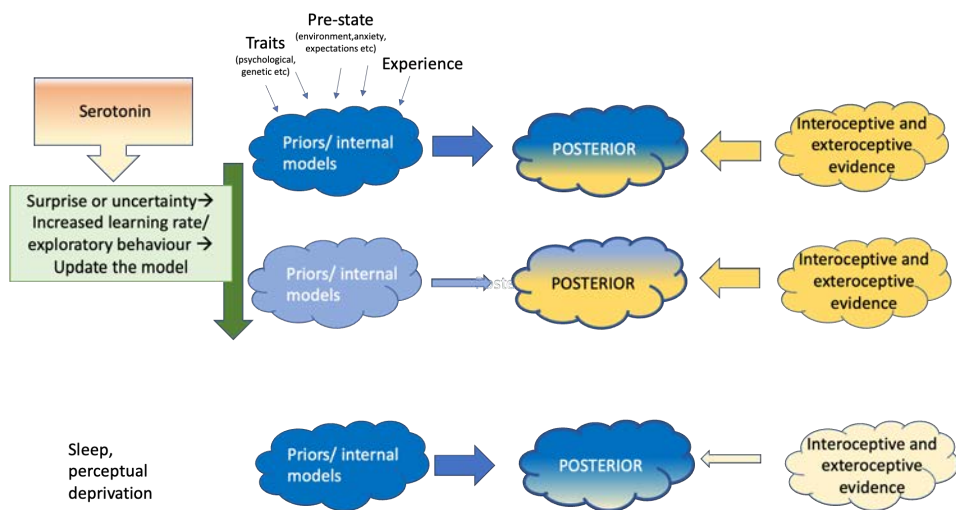 Pre-state
(environment,anxiety,
expectations etc)
Traits
(psychological,
genetic etc)
Experience
Serotonin
Priors/ internal
models
POSTERIOR
Interoceptive and
exteroceptive
evidence
Surprise or uncertainty→
Increased learning rate/
exploratory behaviour →
Update the model
Priors/ internal
models
POSTERIOR
Interoceptive and
exteroceptive
evidence
Sleep,
perceptual
deprivation
Priors/ internal
models
POSTERIOR
Interoceptive and
exteroceptive
evidence